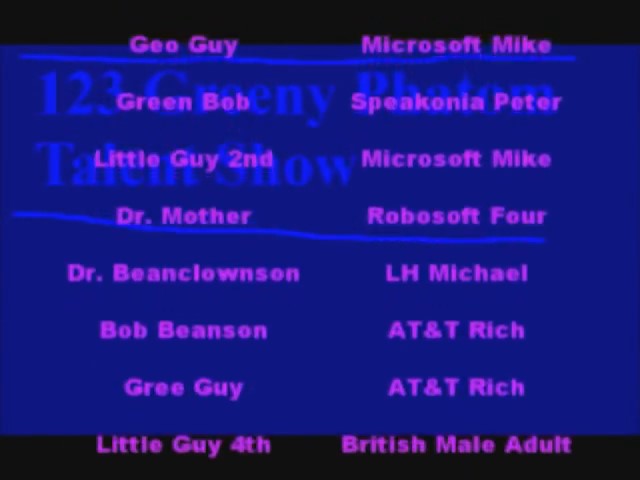 Geo Guy Microsoft Mike
123 Greeny Phatom
Green Bob Speakonia Peter
Talent Show
Little Guy 2nd Microsoft Mike
Dr. Mother Robosoft Four
Dr. Beanclownson LH Michael
Bob Beanson AT&T Rich
Gree Guy AT&T Rich
Little Guy 4th British Male Adult